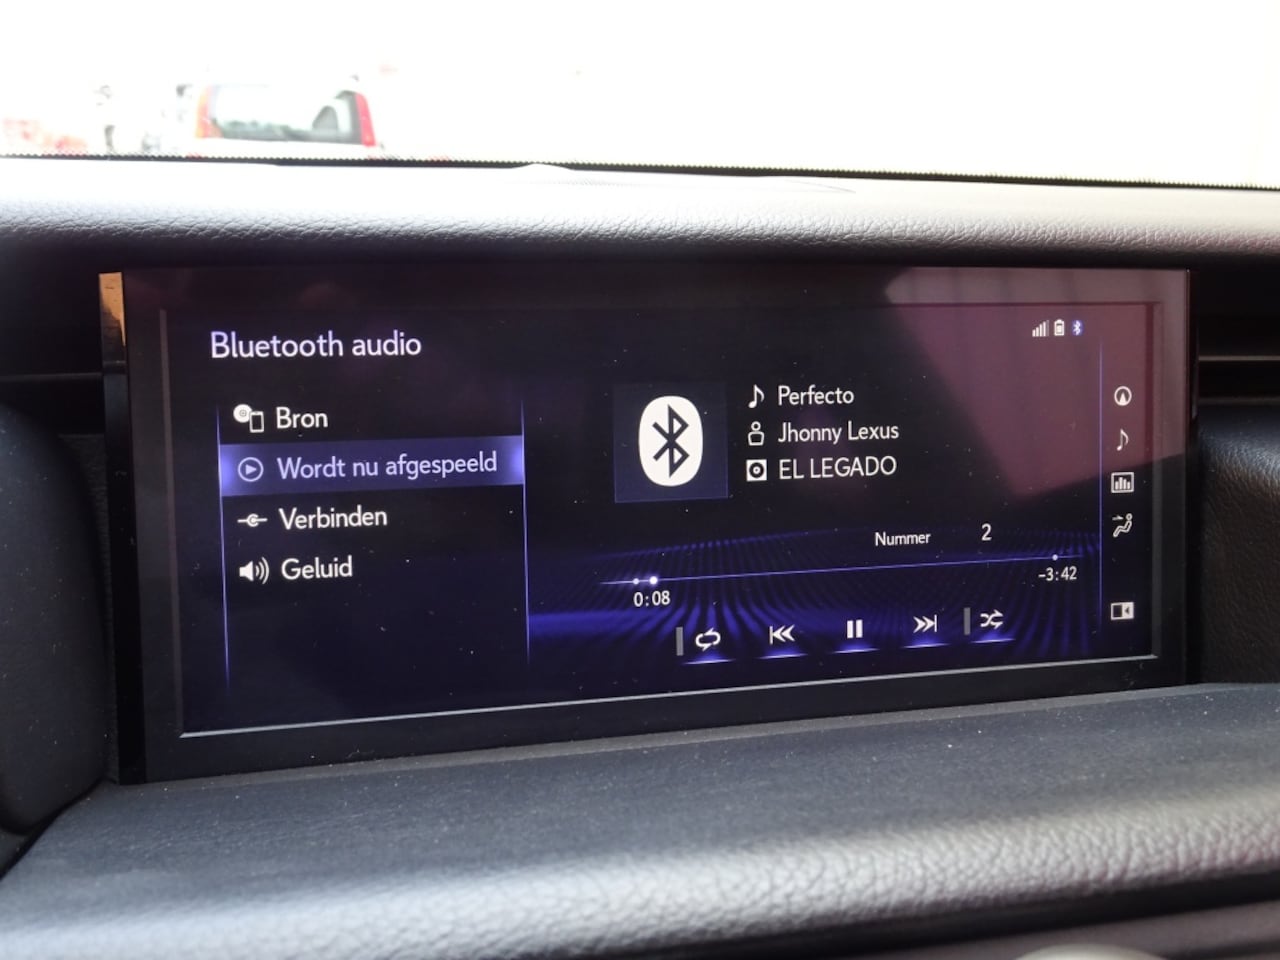 Bluetooth audio
Bron
Wordt nu afgespeeld
Verbinden
Geluid
Perfecto
Jhonny Lexus
EL LEGADO
Nummer 2
0:08
-3:42